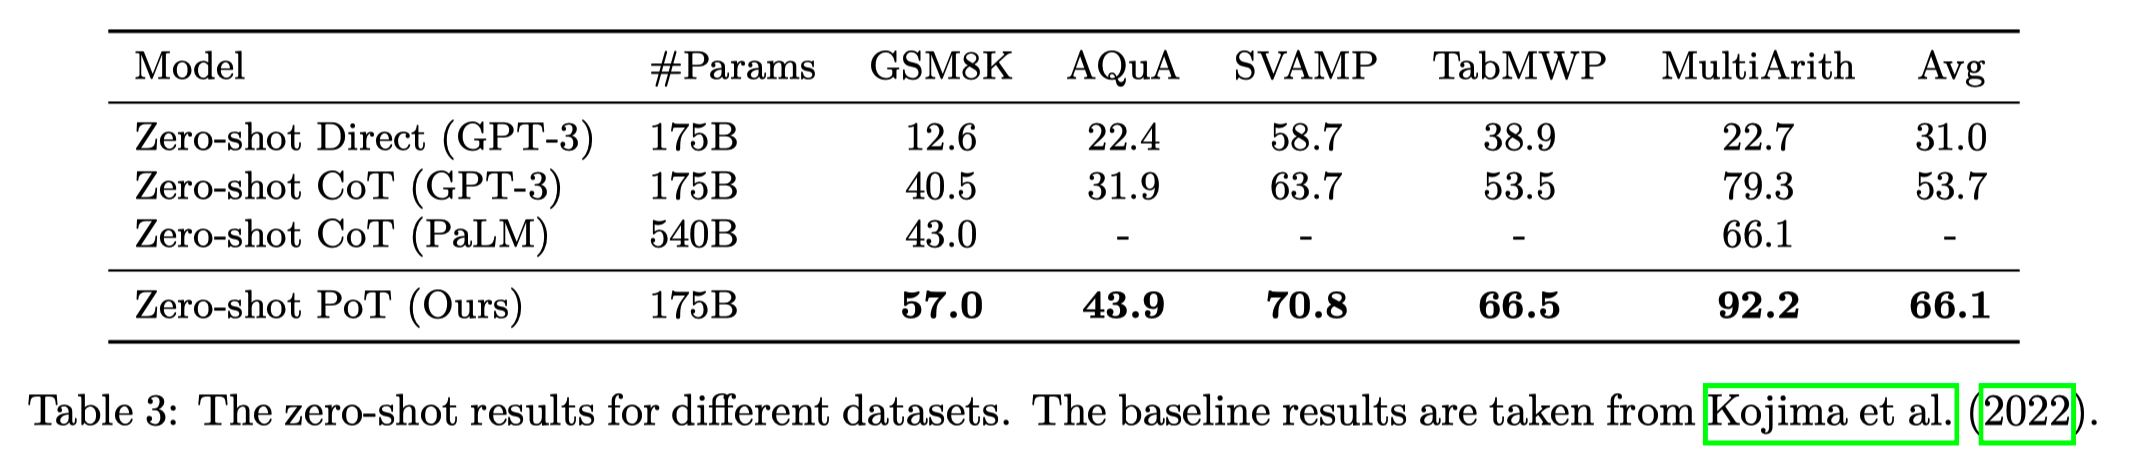 Model #Params GSM8K AQuA SVAMP TabMWP MultiArith Avg
Zero-shot Direct (GPT-3) 175B 12.6 22.4 58.7 38.9 22.7 31.0
Zero-shot CoT (GPT-3) 175B 40.5 31.9 63.7 53.5 79.3 53.7
Zero-shot CoT (PaLM) 540B 43.0 - - - 66.1 -
Zero-shot PoT (Ours) 175B 57.0 43.9 70.8 66.5 92.2 66.1
Table 3: The zero-shot results for different datasets. The baseline results are taken from Kojima et al. (2022).